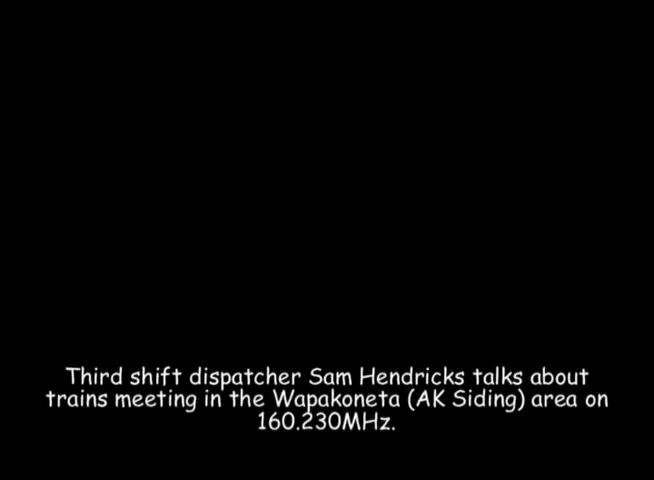 Third shift dispatcher Sam Hendricks talks about
trains meeting in the Wapakoneta (AK Siding) area on
160.230MHz.